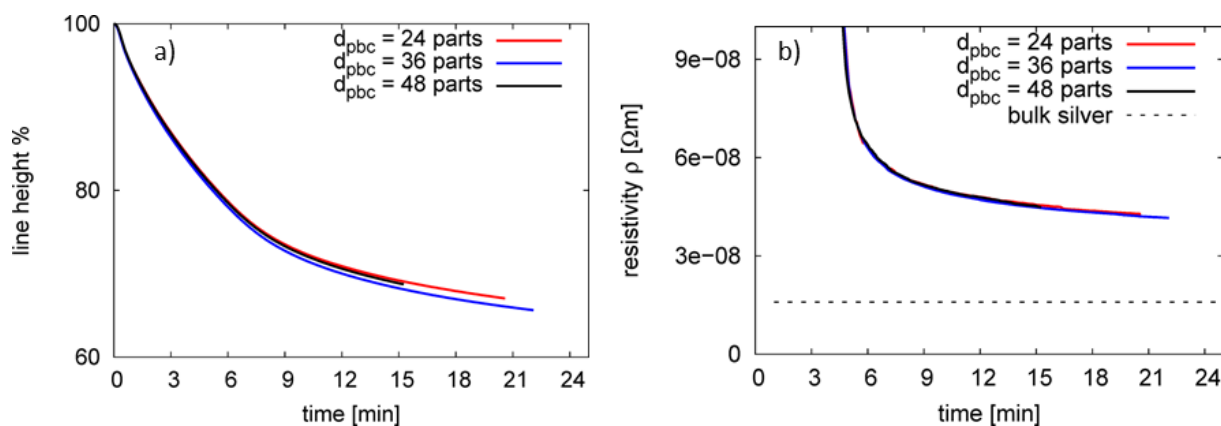 a)
d_pbc = 24 parts
d_pbc = 36 parts
d_pbc = 48 parts
100
80
60
line height %
0 3 6 9 12 15 18 21 24
time [min]
b)
d_pbc = 24 parts
d_pbc = 36 parts
d_pbc = 48 parts
bulk silver
9e-08
6e-08
3e-08
0
resistivity ρ [Ωm]
0 3 6 9 12 15 18 21 24
time [min]